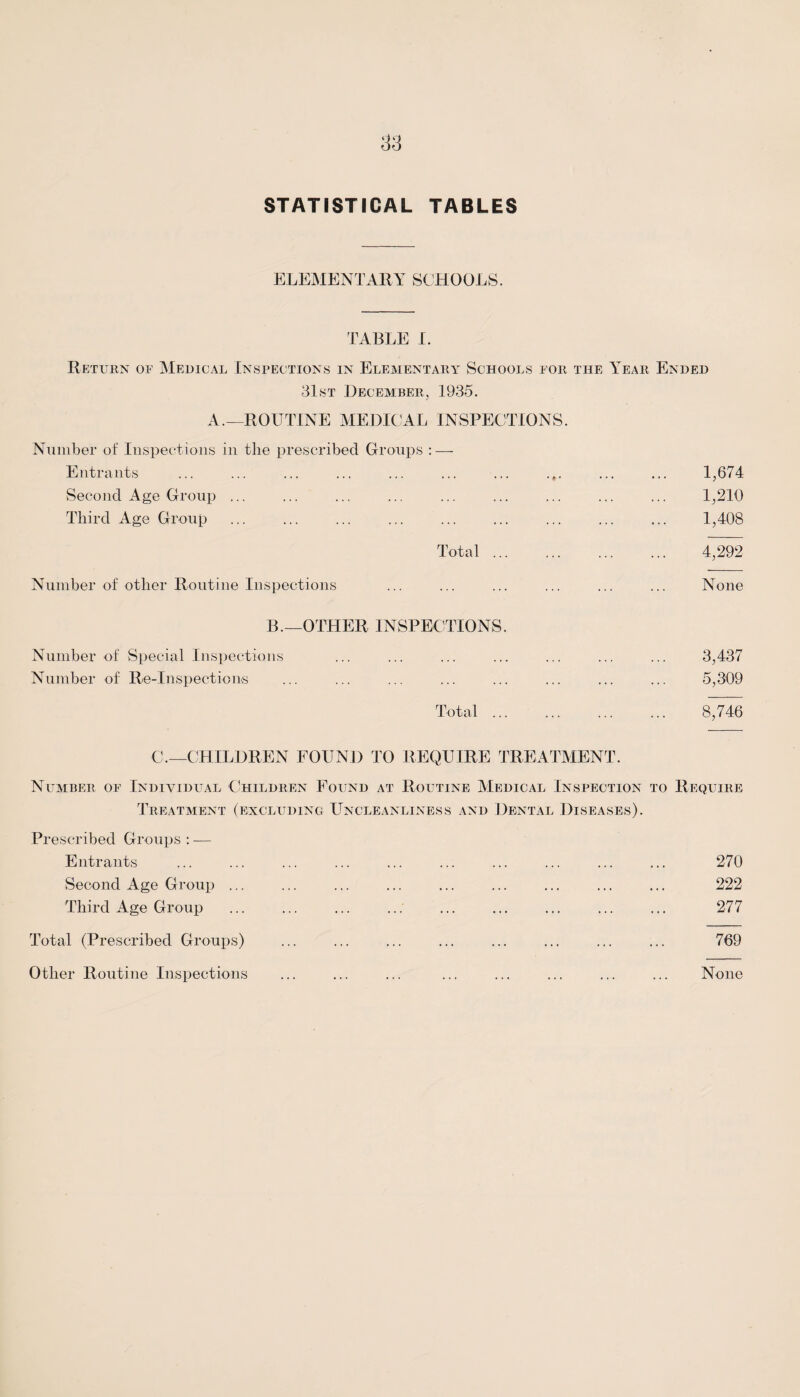 33
STATISTICAL TABLES
ELEMENTARY SCHOOLS.
TABLE I.
Return of Medical Inspections in Elementary Schools for the Year Ended
31st December, 1935.
A.—ROUTINE MEDICAL INSPECTIONS.
Number of Inspections in the prescribed Groups :—
Entrants ... ... ... ... ... ... ... ... ... ... 1,674
Second Age Group ... ... ... ... ... ... ... ... ... 1,210
Third Age Group ... ... ... ... ... ... ... ... ... 1,408
Total ... ... ... ... 4,292
Number of other Routine Inspections ... ... ... ... ... ... None
B.—OTHER INSPECTIONS.
Number of Special Inspections ... ... ... ... ... ... ... 3,437
Number of Re-Inspections ... ... ... ... ... ... ... ... 5,309
Total ... ... ... ... 8,746
C.—CHILDREN FOUND TO REQUIRE TREATMENT.
Number of Individual Children Found at Routine Medical Inspection to Require
Treatment (excluding Uncleanliness and Dental Diseases).
Prescribed Groups :—
Entrants ... ... ... ... ... ... ... ... ... ... 270
Second Age Group ... ... ... ... ... ... ... ... ... 222
Third Age Group ... ... ... ... ... ... ... ... ... 277
Total (Prescribed Groups) ... ... ... ... ... ... ... ... 769
Other Routine Inspections ... ... ... ... ... ... ... ... None